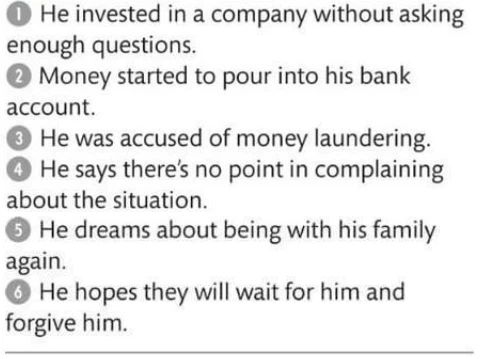 1 He invested in a company without asking
enough questions.
2 Money started to pour into his bank
account.
3 He was accused of money laundering.
4 He says there's no point in complaining
about the situation.
5 He dreams about being with his family
again.
6 He hopes they will wait for him and
forgive him.